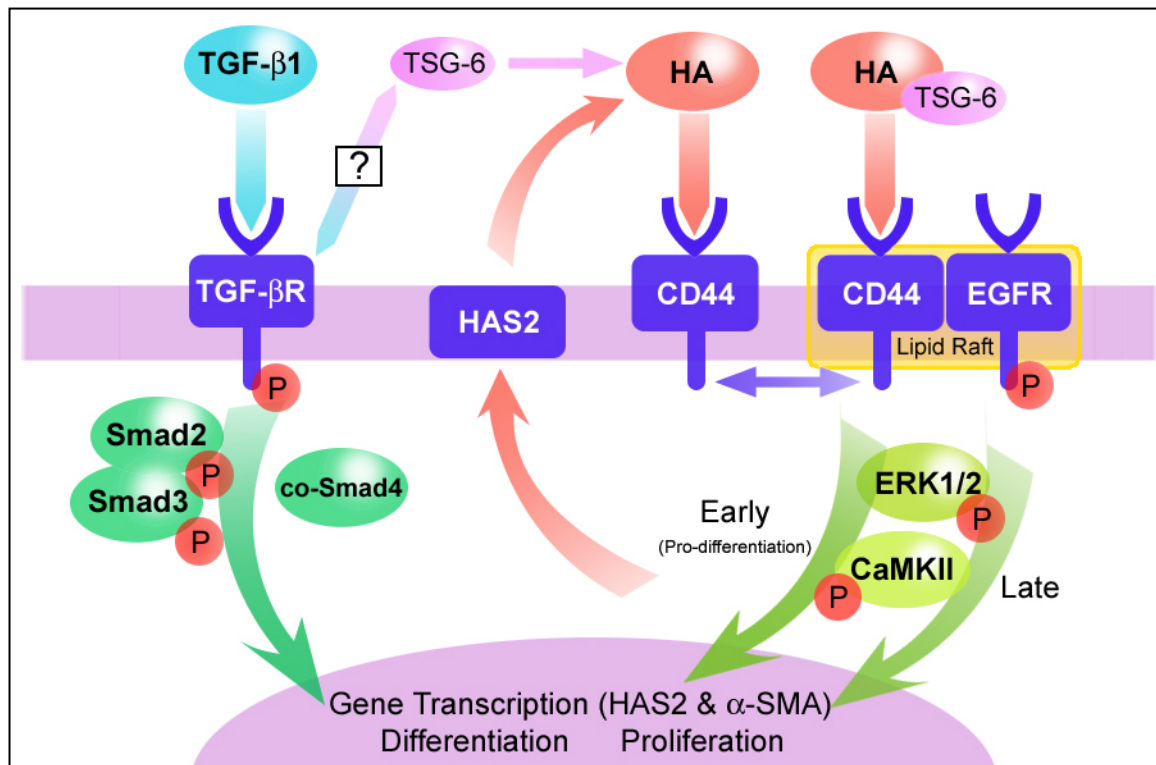 TGF-β1
TSG-6
HA
HA
TSG-6
?
TGF-βR
HAS2
CD44
CD44
EGFR
Lipid Raft
P
P
Smad2
P
Smad3
P
co-Smad4
Early
(Pro-differentiation)
ERK1/2
P
CaMKII
P
Late
Gene Transcription (HAS2 & α-SMA)
Differentiation Proliferation